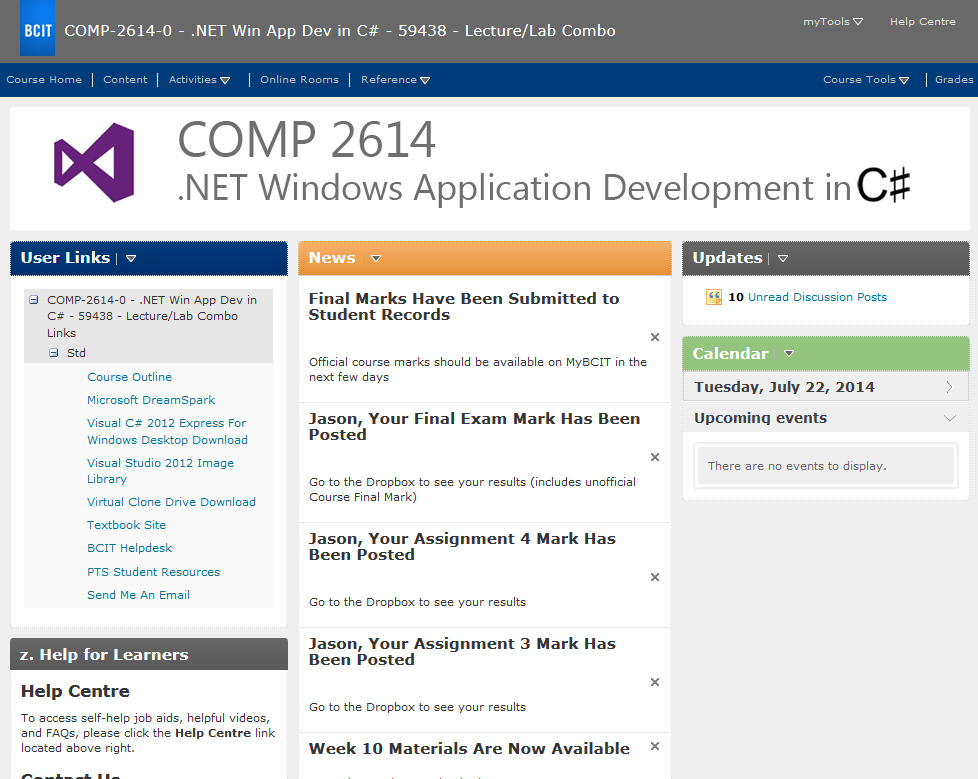 BCIT
COMP-2614-0 - .NET Win App Dev in C# - 59438 - Lecture/Lab Combo
myTools
Help Centre
Course Home
Content
Activities
Online Rooms
Reference
Course Tools
Grades
COMP 2614
.NET Windows Application Development in C#
User Links
COMP-2614-0 - .NET Win App Dev in
C# - 59438 - Lecture/Lab Combo
Links
Std
Course Outline
Microsoft DreamSpark
Visual C# 2012 Express For
Windows Desktop Download
Visual Studio 2012 Image
Library
Virtual Clone Drive Download
Textbook Site
BCIT Helpdesk
PTS Student Resources
Send Me An Email
z. Help for Learners
Help Centre
To access self-help job aids, helpful videos,
and FAQs, please click the Help Centre link
located above right.
Contact Us
News
Final Marks Have Been Submitted to
Student Records
Official course marks should be available on MyBCIT in the
next few days
Jason, Your Final Exam Mark Has Been
Posted
Go to the Dropbox to see your results (includes unofficial
Course Final Mark)
Jason, Your Assignment 4 Mark Has
Been Posted
Go to the Dropbox to see your results
Jason, Your Assignment 3 Mark Has
Been Posted
Go to the Dropbox to see your results
Week 10 Materials Are Now Available
Updates
10 Unread Discussion Posts
Calendar
Tuesday, July 22, 2014
Upcoming events
There are no events to display.